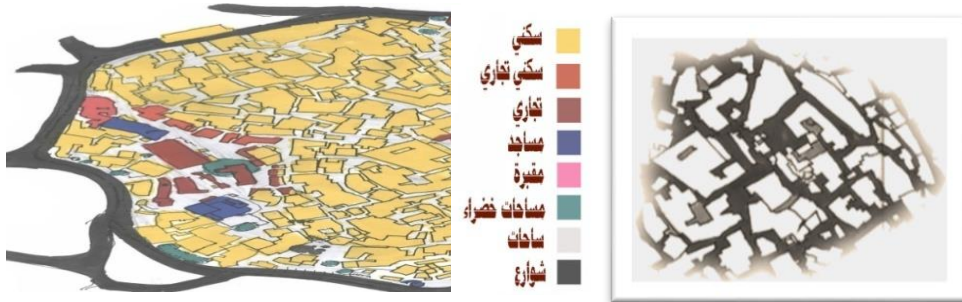 سكني
سكني تجاري
تجاري
مساجد
مقبرة
مساحات خضراء
ساحات
شوارع